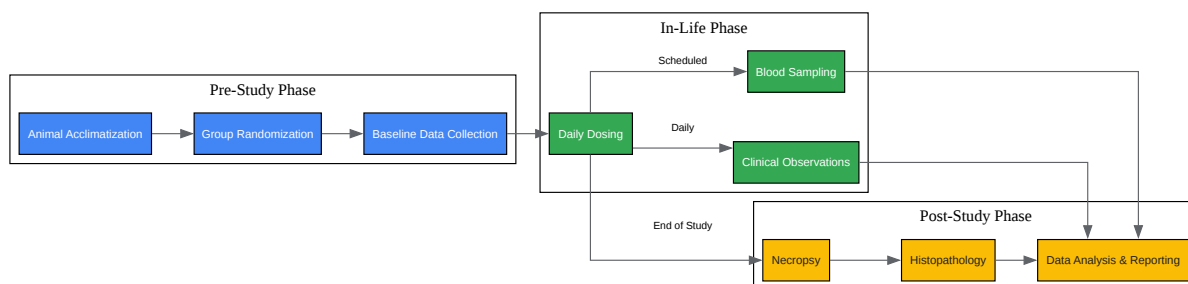 In-Life Phase
Scheduled
Blood Sampling
Pre-Study Phase
Animal Acclimatization
Group Randomization
Baseline Data Collection
Daily Dosing
Daily
Clinical Observations
End of Study
Post-Study Phase
Necropsy
Histopathology
Data Analysis & Reporting